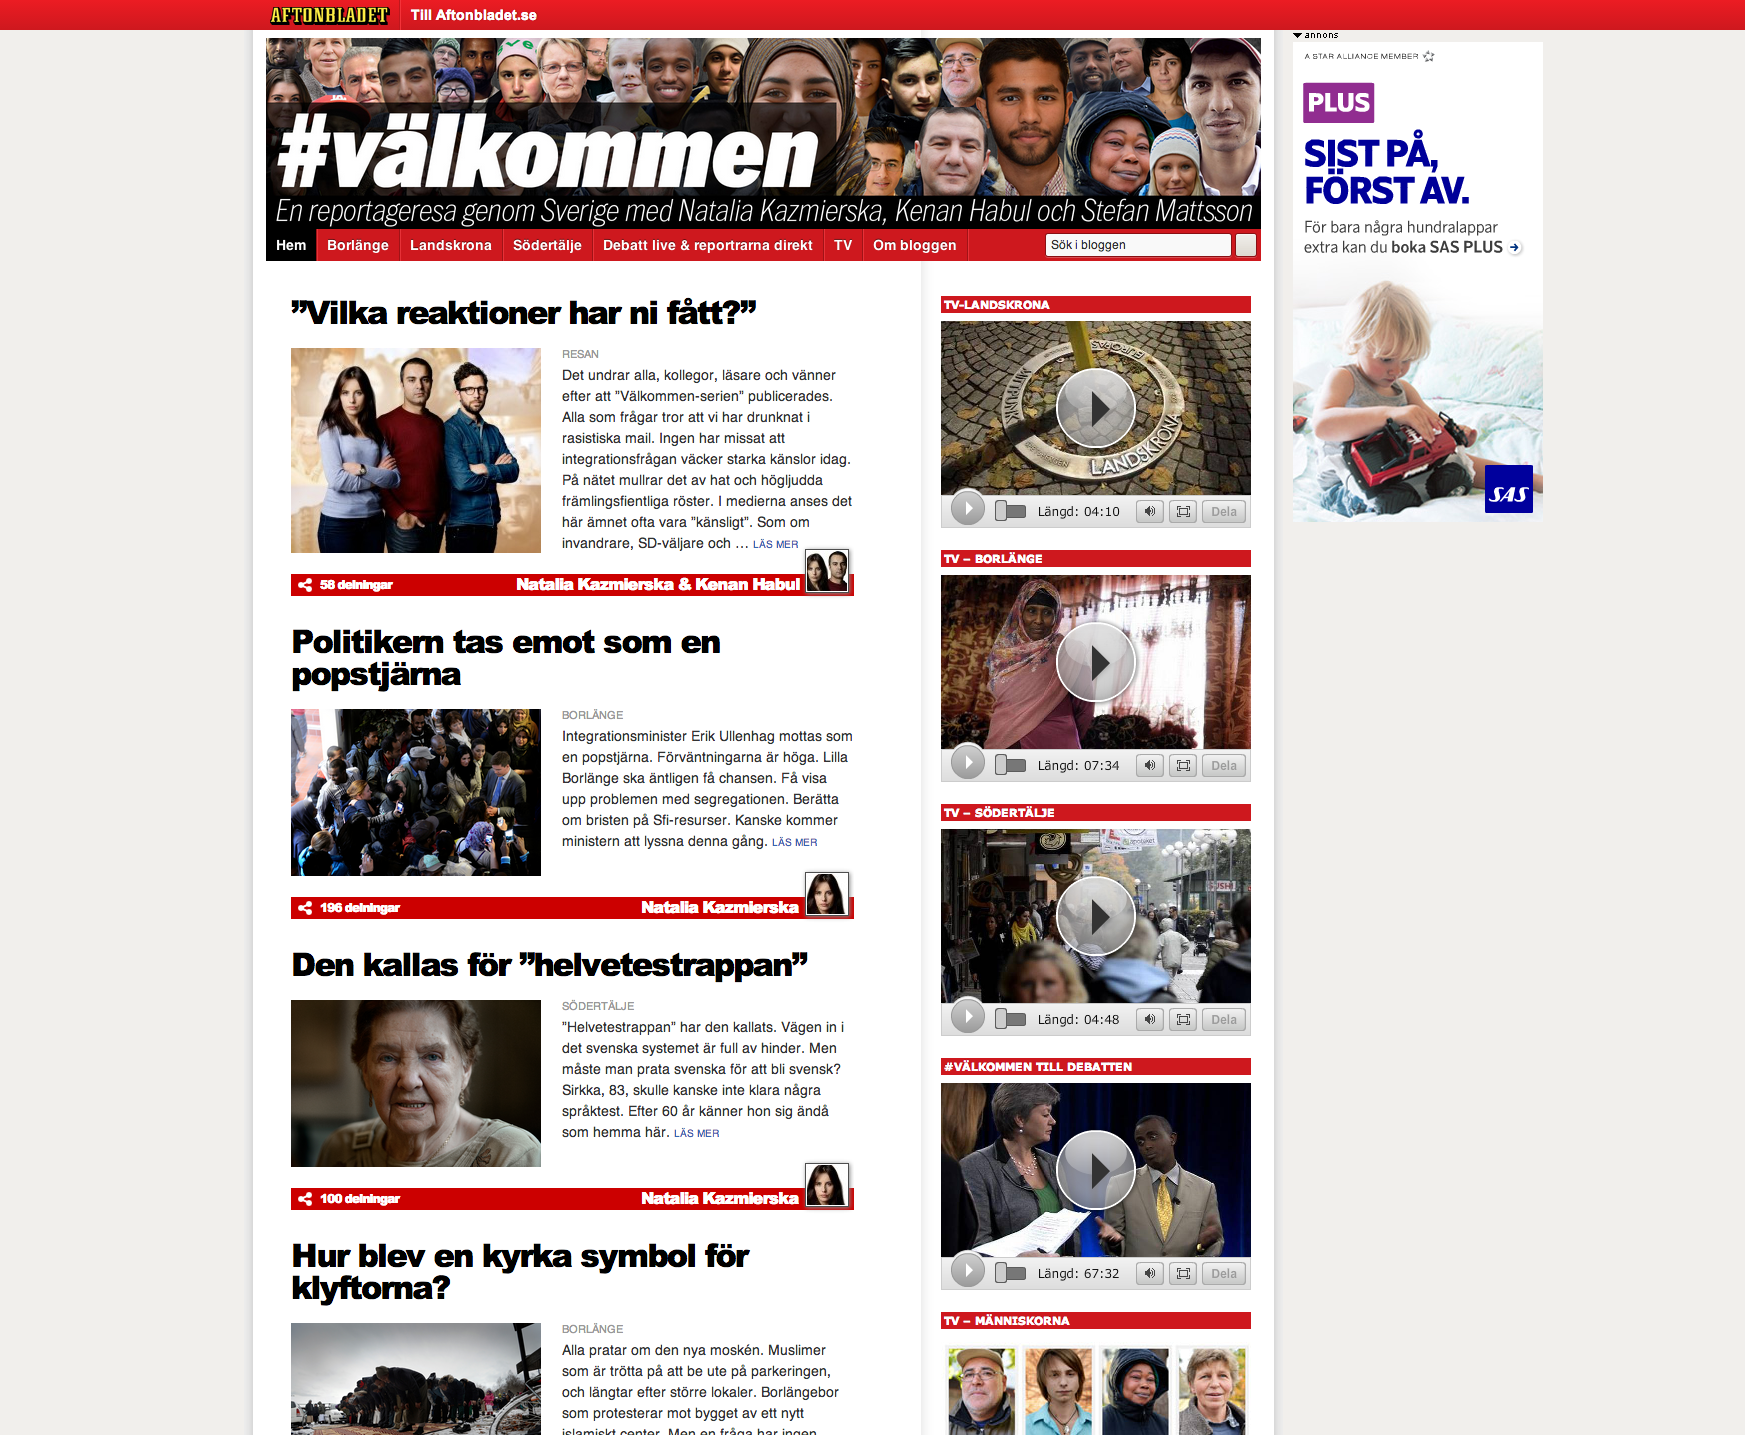 AFTONBLADET Till Aftonbladet.se
#välkommen
En reportageresa genom Sverige med Natalia Kazmierska, Kenan Habul och Stefan Mattsson
Hem Borlänge Landskrona Södertälje Debatt live & reportrarna direkt TV Om bloggen Sök i bloggen
”Vilka reaktioner har ni fått?”
RESAN
Det undrar alla, kollegor, läsare och vänner
efter att ”Välkommen-serien” publicerades.
Alla som frågar tror att vi har drunknat i
rasistiska mail. Ingen har missat att
integrationsfrågan väcker starka känslor idag.
På nätet mullrar det av hat och högljudda
främlingsfientliga röster. I medierna anses det
här ämnet ofta vara ”känsligt”. Som om
invandrare, SD-väljare och … LÄS MER
58 delningar Natalia Kazmierska & Kenan Habul
Politikern tas emot som en
popstjärna
BORLÄNGE
Integrationsminister Erik Ullenhag mottas som
en popstjärna. Förväntningarna är höga. Lilla
Borlänge ska äntligen få chansen. Få visa
upp problemen med segregationen. Berätta
om bristen på Sfi-resurser. Kanske kommer
ministern att lyssna denna gång. LÄS MER
196 delningar Natalia Kazmierska
Den kallas för ”helvetestrappan”
SÖDERTÄLJE
”Helvetestrappan” har den kallats. Vägen in i
det svenska systemet är full av hinder. Men
måste man prata svenska för att bli svensk?
Sirkka, 83, skulle kanske inte klara några
språktest. Efter 60 år känner hon sig ändå
som hemma här. LÄS MER
100 delningar Natalia Kazmierska
Hur blev en kyrka symbol för
klyftorna?
BORLÄNGE
Alla pratar om den nya moskén. Muslimer
som är trötta på att be ute på parkeringen,
och längtar efter större lokaler. Borlängebor
som protesterar mot bygget av ett nytt
islamiskt center. Men en fråga har ingen
TV-LANDSKRONA
EUROPAS
MITTPUNKT
LANDSKRONA
Längd: 04:10 Dela
TV – BORLÄNGE
Längd: 07:34 Dela
TV – SÖDERTÄLJE
apoteket
SUSHI
Längd: 04:48 Dela
#VÄLKOMMEN TILL DEBATTEN
Längd: 67:32 Dela
TV – MÄNNISKORNA
annons
A STAR ALLIANCE MEMBER
PLUS
SIST PÅ,
FÖRST AV.
För bara några hundralappar
extra kan du boka SAS PLUS
SAS